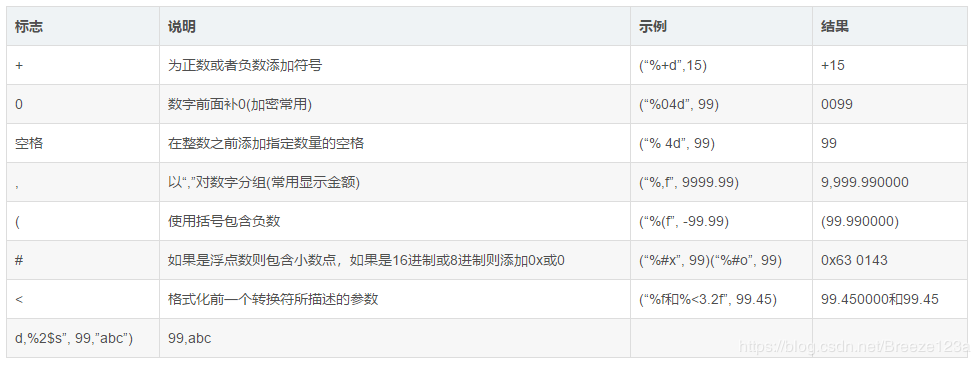 标志 说明 示例 结果
+ 为正数或者负数添加符号 (“%+d”,15) +15
0 数字前面补0(加密常用) (“%04d”, 99) 0099
空格 在整数之前添加指定数量的空格 (“% 4d”, 99) 99
, 以“,”对数字分组(常用显示金额) (“%,f”, 9999.99) 9,999.990000
( 使用括号包含负数 (“%(f”, -99.99) (99.990000)
# 如果是浮点数则包含小数点，如果是16进制或8进制则添加0x或0 (“%#x”, 99)(“%#o”, 99) 0x63 0143
< 格式化前一个转换符所描述的参数 (“%f和%<3.2f”, 99.45) 99.450000和99.45
d,%2$s”, 99,”abc”) 99,abc
https://blog.csdn.net/Breeze123a